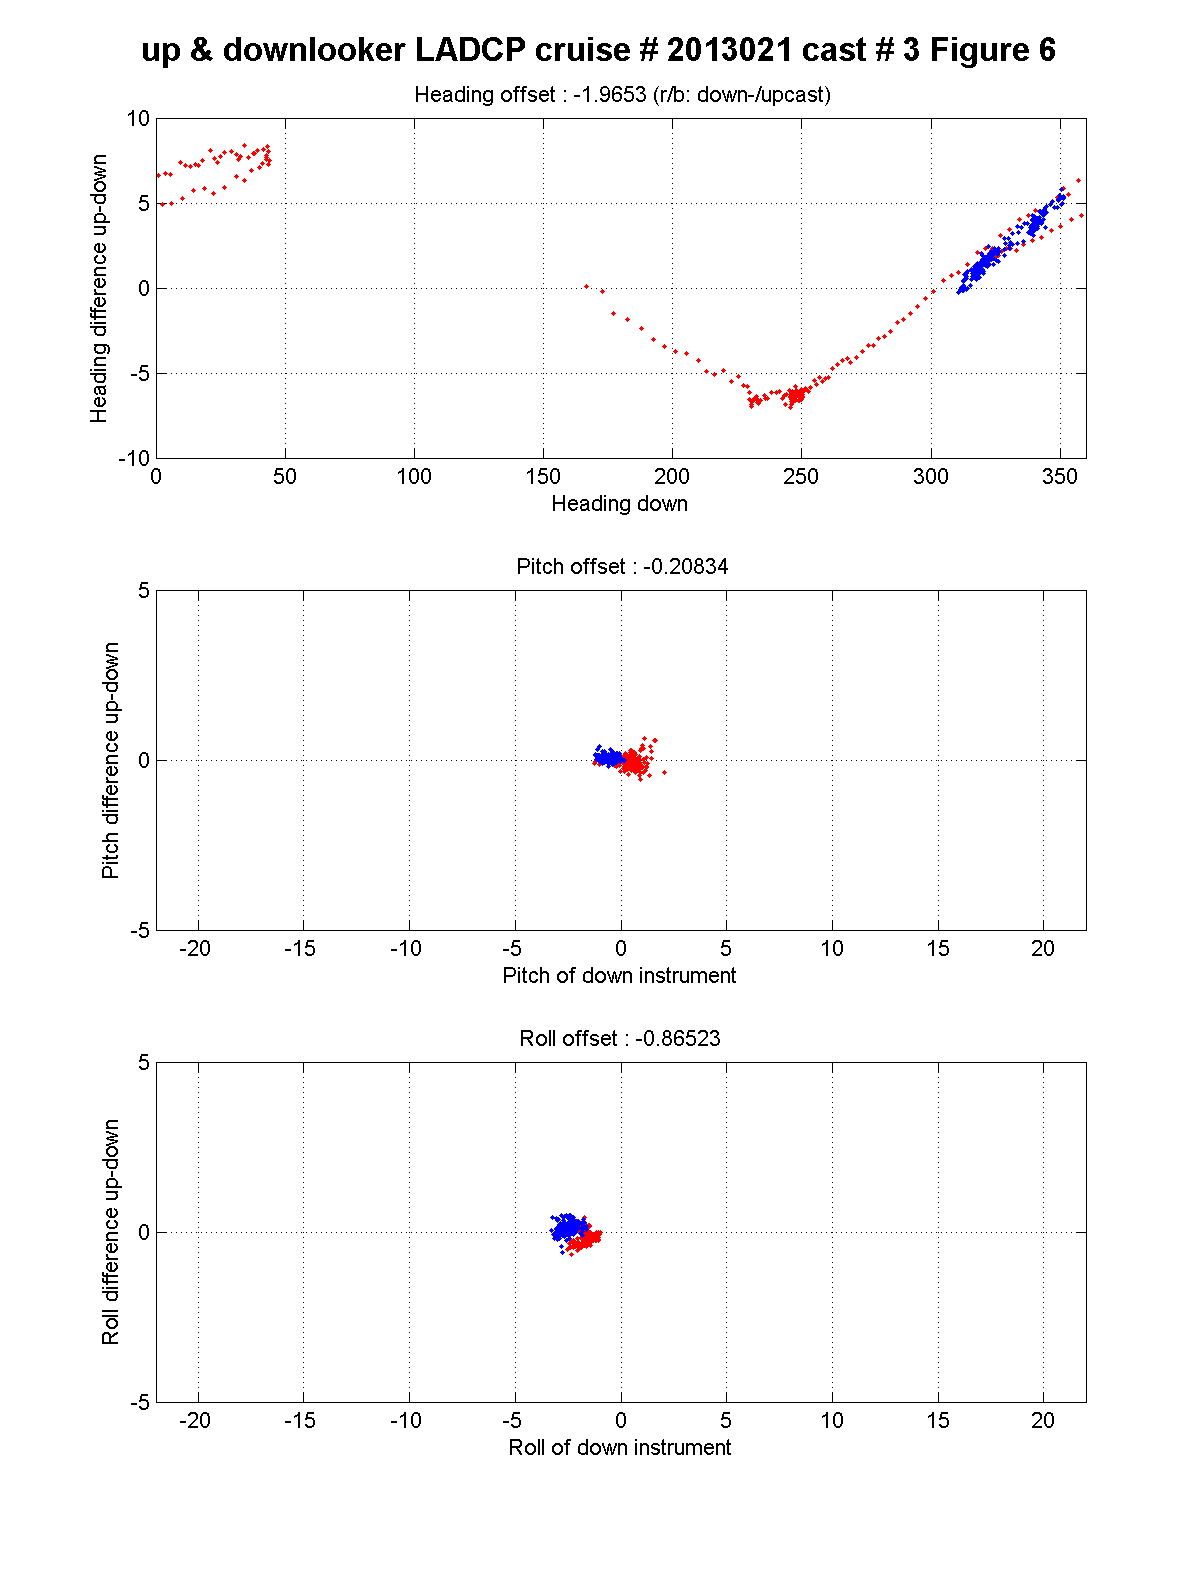 up & downlooker LADCP cruise # 2013021 cast # 3 Figure 6
Heading offset : -1.9653 (r/b: down-/upcast)
10
5
0
-5
-10
Heading difference up-down
0 50 100 150 200 250 300 350
Heading down
Pitch offset : -0.20834
5
0
-5
Pitch difference up-down
-20 -15 -10 -5 0 5 10 15 20
Pitch of down instrument
Roll offset : -0.86523
5
0
-5
Roll difference up-down
-20 -15 -10 -5 0 5 10 15 20
Roll of down instrument